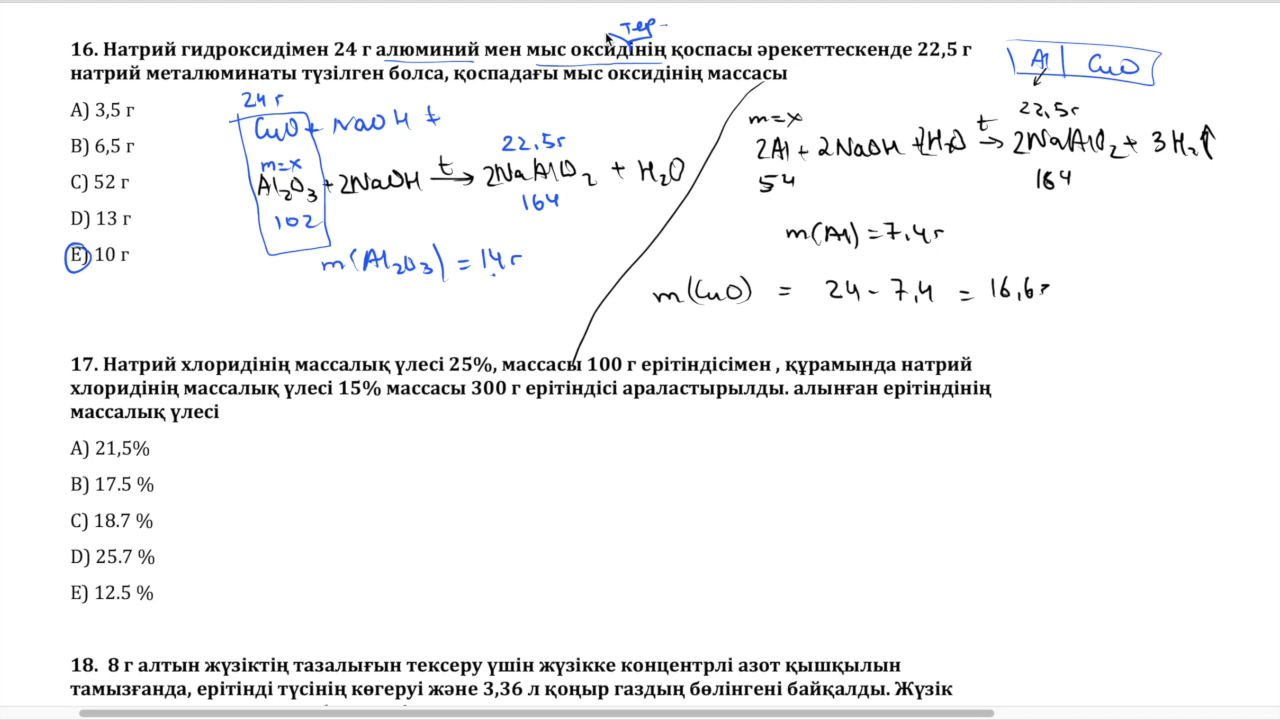 тер-
16. Натрий гидроксидімен 24 г алюминий мен мыс оксидінің қоспасы әрекеттескенде 22,5 г
натрий металюминаты түзілген болса, қоспадағы мыс оксидінің массасы
Al | CuO
A) 3,5 г
B) 6,5 г
C) 52 г
D) 13 г
E) 10 г
24 г
CuO + NaOH +
m=x 22,5г
Al₂O₃ + 2NaOH t→ 2NaAlO₂ + H₂O
102 164
m(Al₂O₃) = 14г
m=x 22,5г
2Al + 2NaOH + 2H₂O t→ 2NaAlO₂ + 3H₂↑
54 164
m(Al) = 7,4г
m(CuO) = 24 - 7,4 = 16,6г
17. Натрий хлоридінің массалық үлесі 25%, массасы 100 г ерітіндісімен , құрамында натрий
хлоридінің массалық үлесі 15% массасы 300 г ерітіндісі араластырылды. алынған ерітіндінің
массалық үлесі
A) 21,5%
B) 17.5 %
C) 18.7 %
D) 25.7 %
E) 12.5 %
18. 8 г алтын жүзіктің тазалығын тексеру үшін жүзікке концентрлі азот қышқылын
тамызғанда, ерітінді түсінің көгеруі және 3,36 л қоңыр газдың бөлінгені байқалды. Жүзік